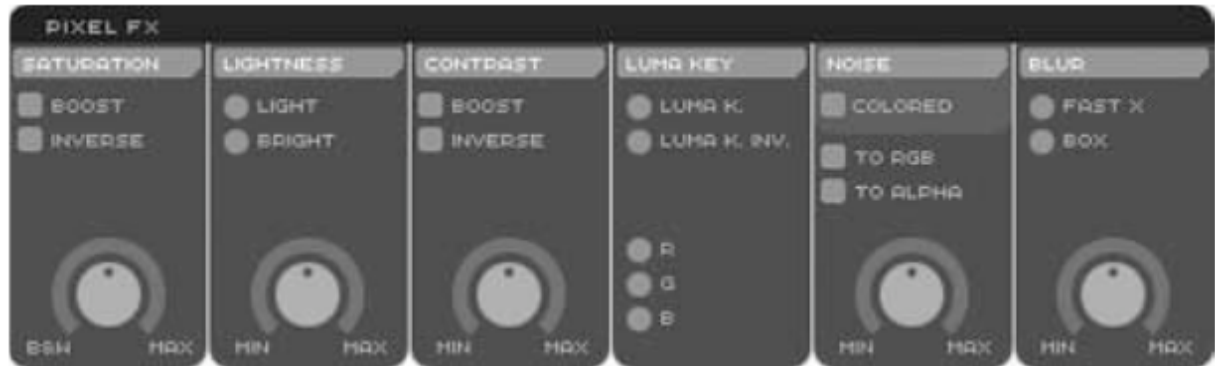 PIXEL FX
SATURATION
BOOST
INVERSE
B&W MAX
LIGHTNESS
LIGHT
BRIGHT
MIN MAX
CONTRAST
BOOST
INVERSE
MIN MAX
LUMA KEY
LUMA K.
LUMA K. INV.
R
G
B
NOISE
COLORED
TO RGB
TO ALPHA
MIN MAX
BLUR
FAST X
BOX
MIN MAX